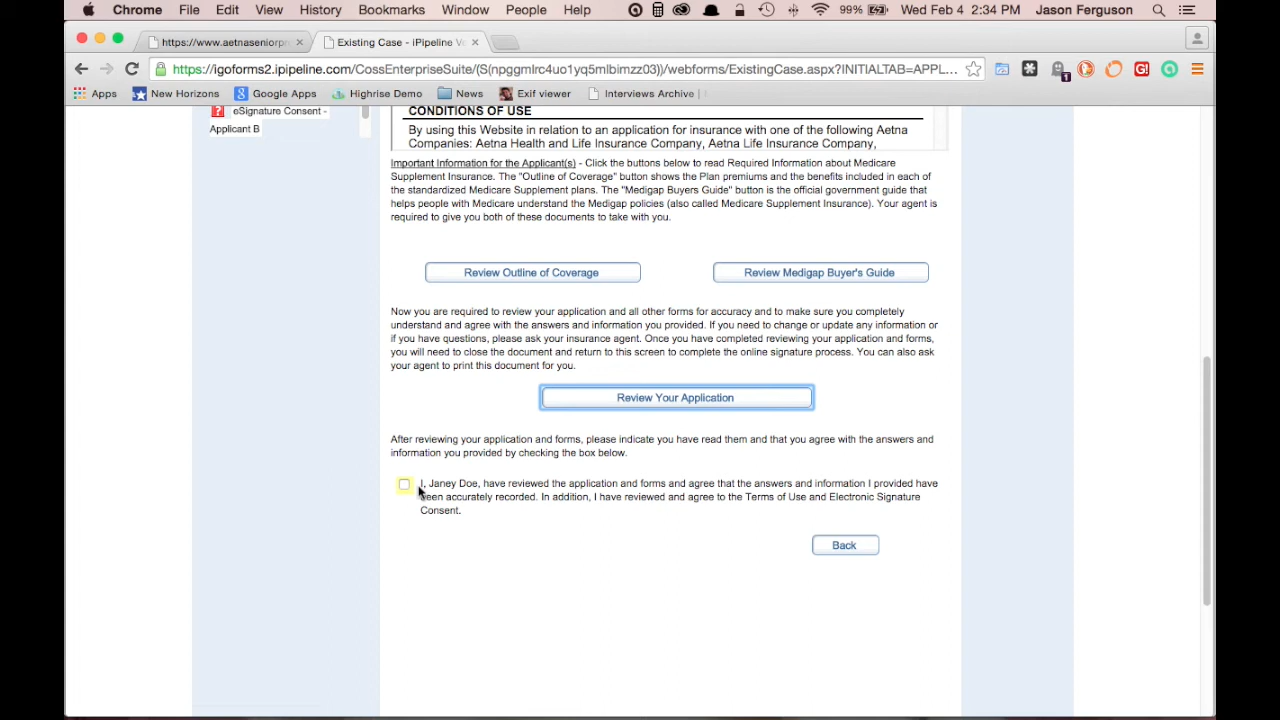 Chrome File Edit View History Bookmarks Window People Help 99% Wed Feb 4 2:34 PM Jason Ferguson
https://www.aetnaseniorpr Existing Case - iPipeline Ve
https://igoforms2.ipipeline.com/CossEnterpriseSuite/(S(npggmlrc4uo1yq5mlbimzz03))/webforms/ExistingCase.aspx?INITIALTAB=APPL... 1
Apps New Horizons Google Apps Highrise Demo News Exif viewer Interviews Archive |
eSignature Consent -
Applicant B
CONDITIONS OF USE
By using this Website in relation to an application for insurance with one of the following Aetna
Companies: Aetna Health and Life Insurance Company, Aetna Life Insurance Company,
Important Information for the Applicant(s) - Click the buttons below to read Required Information about Medicare
Supplement Insurance. The "Outline of Coverage" button shows the Plan premiums and the benefits included in each of
the standardized Medicare Supplement plans. The "Medigap Buyers Guide" button is the official government guide that
helps people with Medicare understand the Medigap policies (also called Medicare Supplement Insurance). Your agent is
required to give you both of these documents to take with you.
Review Outline of Coverage Review Medigap Buyer's Guide
Now you are required to review your application and all other forms for accuracy and to make sure you completely
understand and agree with the answers and information you provided. If you need to change or update any information or
if you have questions, please ask your insurance agent. Once you have completed reviewing your application and forms,
you will need to close the document and return to this screen to complete the online signature process. You can also ask
your agent to print this document for you.
Review Your Application
After reviewing your application and forms, please indicate you have read them and that you agree with the answers and
information you provided by checking the box below.
I, Janey Doe, have reviewed the application and forms and agree that the answers and information I provided have
been accurately recorded. In addition, I have reviewed and agree to the Terms of Use and Electronic Signature
Consent.
Back